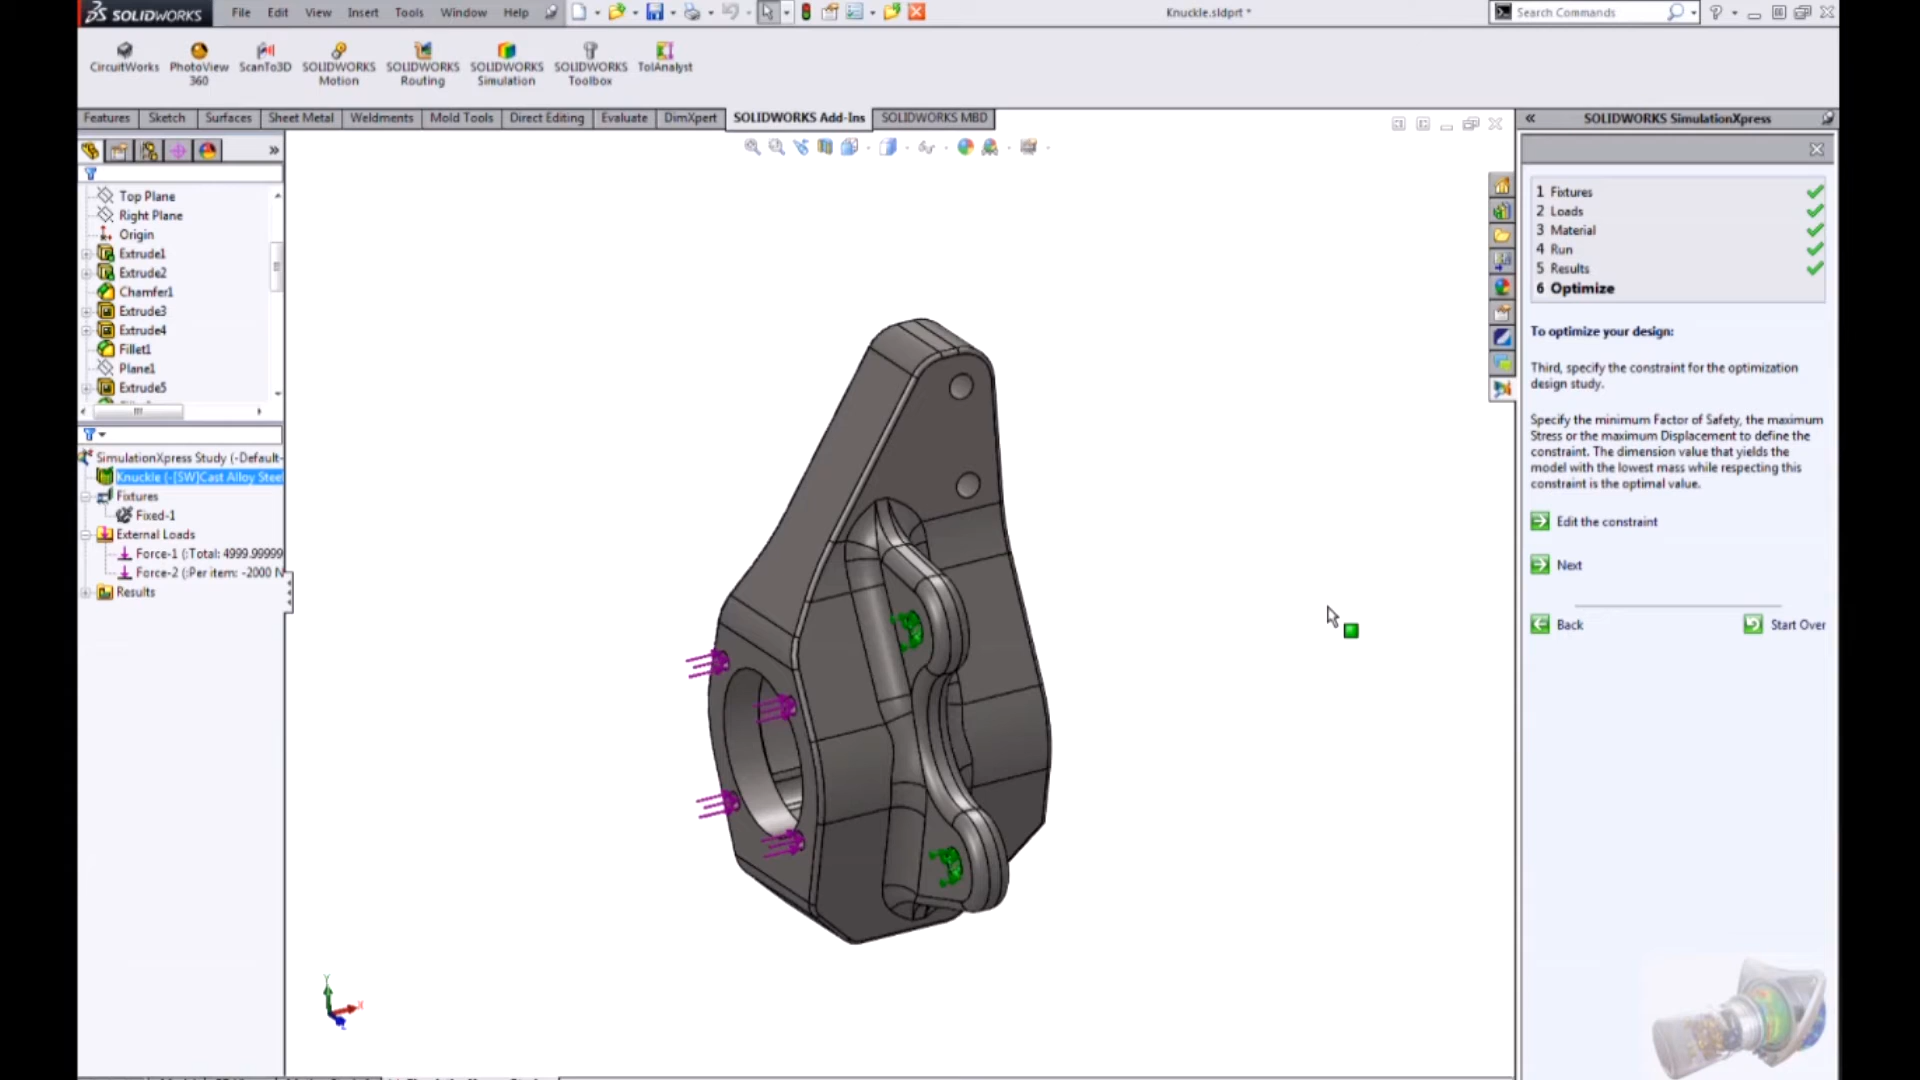 SOLIDWORKS
File Edit View Insert Tools Window Help
Knuckle.sldprt *
Search Commands
CircuitWorks
PhotoView 360
ScanTo3D
SOLIDWORKS Motion
SOLIDWORKS Routing
SOLIDWORKS Simulation
SOLIDWORKS Toolbox
TolAnalyst
Features Sketch Surfaces Sheet Metal Weldments Mold Tools Direct Editing Evaluate DimXpert SOLIDWORKS Add-Ins SOLIDWORKS MBD
Top Plane
Right Plane
Origin
Extrude1
Extrude2
Chamfer1
Extrude3
Extrude4
Fillet1
Plane1
Extrude5
SimulationXpress Study (-Default-
Knuckle (-[SW]Cast Alloy Steel
Fixtures
Fixed-1
External Loads
Force-1 (:Total: 4999.99999
Force-2 (:Per item: -2000 N
Results
Y
X
Z
SOLIDWORKS SimulationXpress
1 Fixtures
2 Loads
3 Material
4 Run
5 Results
6 Optimize
To optimize your design:
Third, specify the constraint for the optimization
design study.
Specify the minimum Factor of Safety, the maximum
Stress or the maximum Displacement to define the
constraint. The dimension value that yields the
model with the lowest mass while respecting this
constraint is the optimal value.
Edit the constraint
Next
Back
Start Over